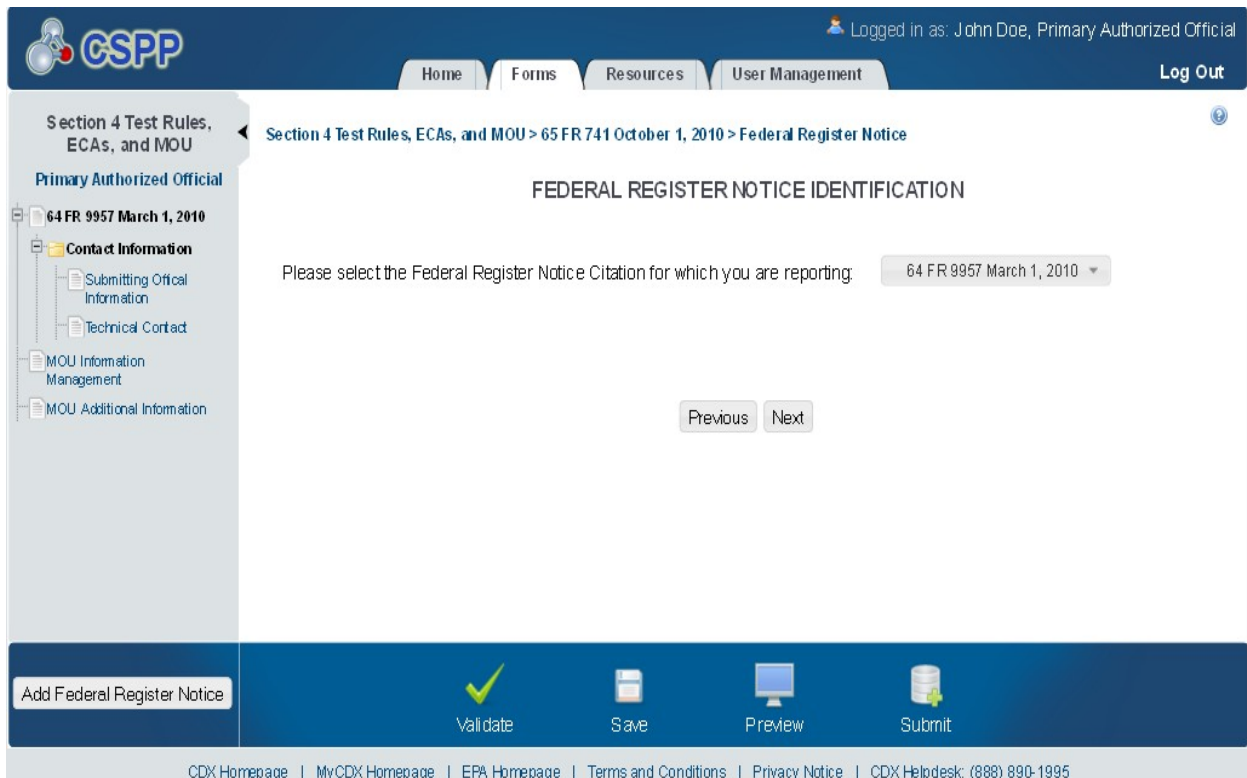 CSPP
Logged in as: John Doe, Primary Authorized Official
Home Forms Resources User Management Log Out
Section 4 Test Rules,
ECAs, and MOU
Section 4 Test Rules, ECAs, and MOU > 65 FR 741 October 1, 2010 > Federal Register Notice
Primary Authorized Official
64 FR 9957 March 1, 2010
Contact Information
Submitting Offical
Information
Technical Contact
MOU Information
Management
MOU Additional Information
FEDERAL REGISTER NOTICE IDENTIFICATION
Please select the Federal Register Notice Citation for which you are reporting: 64 FR 9957 March 1, 2010
Previous Next
Add Federal Register Notice
Validate Save Preview Submit
CDX Homepage | MyCDX Homepage | EPA Homepage | Terms and Conditions | Privacy Notice | CDX Helpdesk: (888) 890-1995